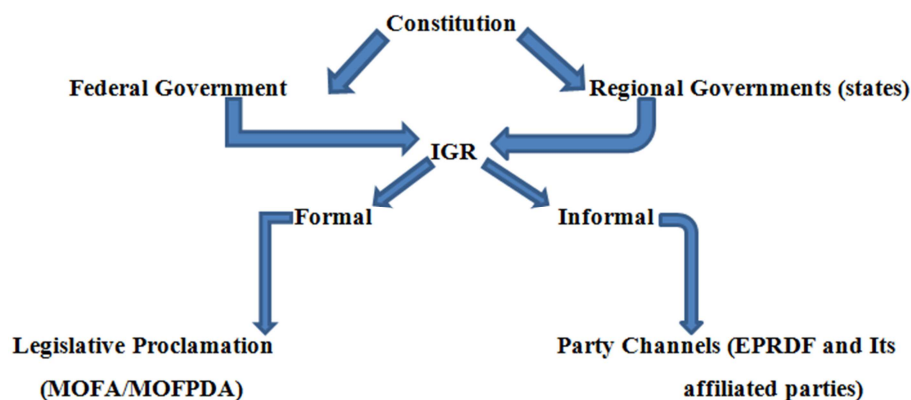 Constitution
Federal Government
Regional Governments (states)
IGR
Formal
Informal
Legislative Proclamation
(MOFA/MOFPDA)
Party Channels (EPRDF and Its
affiliated parties)